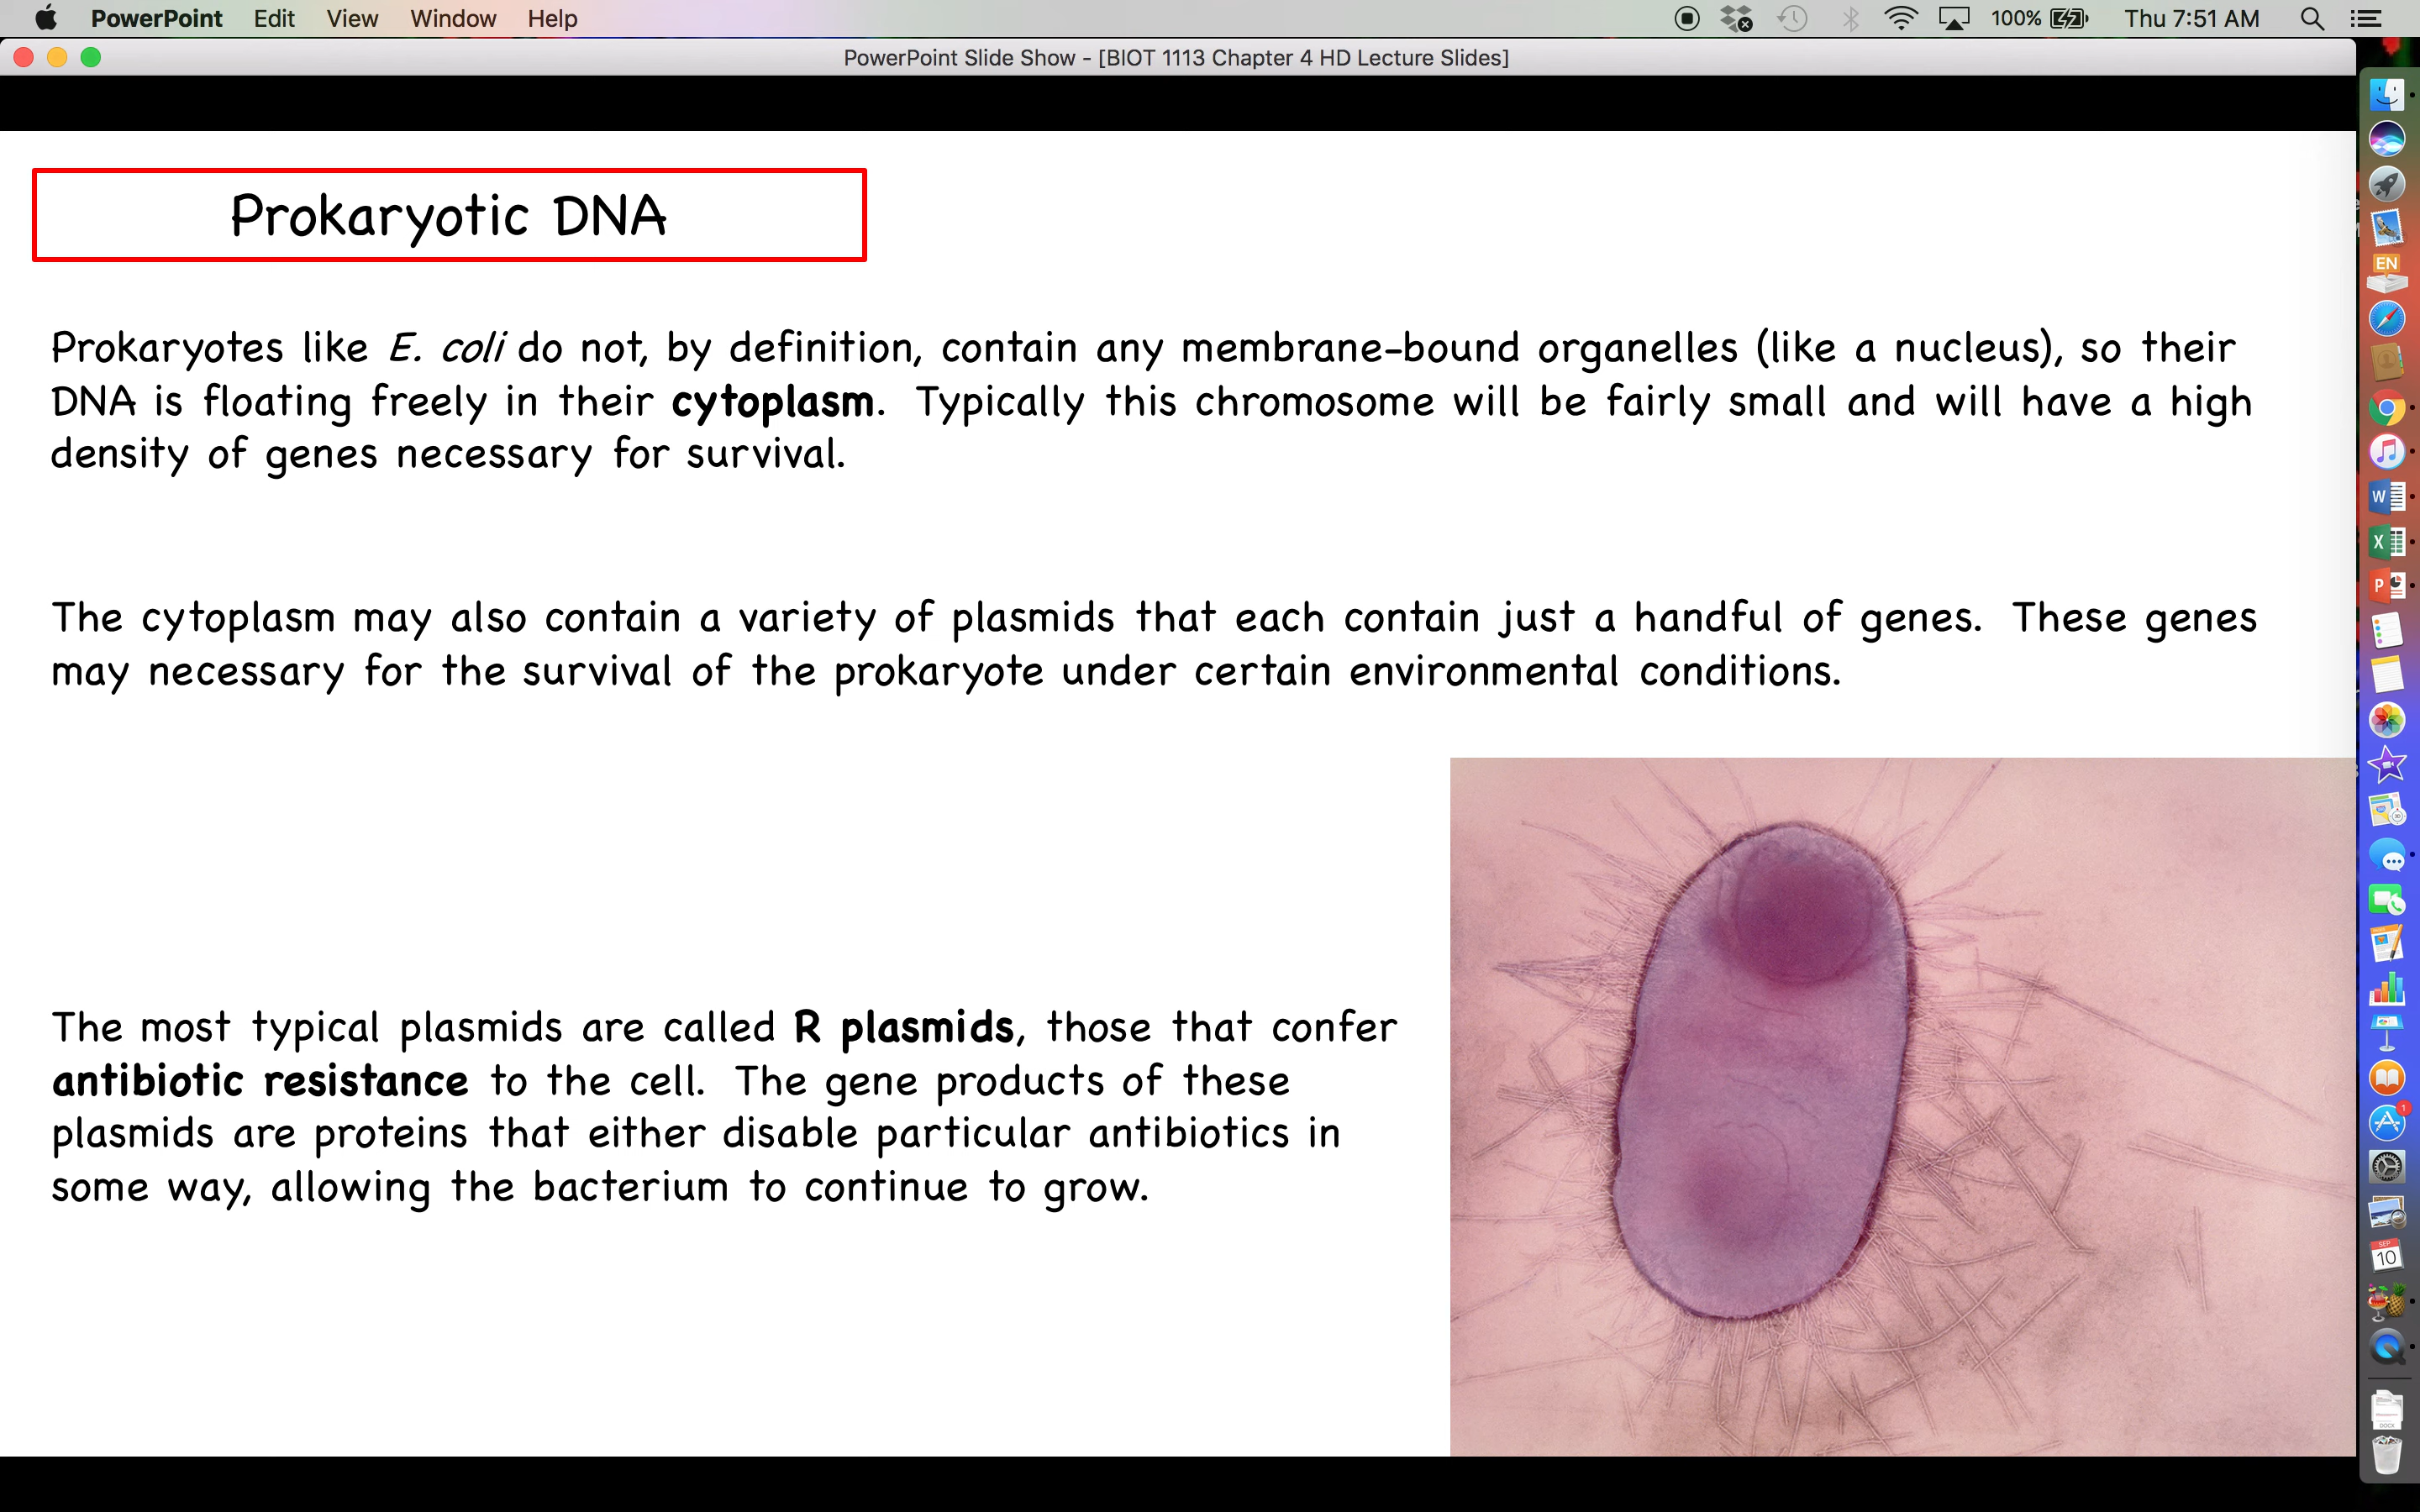 PowerPoint Edit View Window Help 100% Thu 7:51 AM
PowerPoint Slide Show - [BIOT 1113 Chapter 4 HD Lecture Slides]
Prokaryotic DNA
Prokaryotes like E. coli do not, by definition, contain any membrane-bound organelles (like a nucleus), so their
DNA is floating freely in their cytoplasm. Typically this chromosome will be fairly small and will have a high
density of genes necessary for survival.
The cytoplasm may also contain a variety of plasmids that each contain just a handful of genes. These genes
may necessary for the survival of the prokaryote under certain environmental conditions.
The most typical plasmids are called R plasmids, those that confer
antibiotic resistance to the cell. The gene products of these
plasmids are proteins that either disable particular antibiotics in
some way, allowing the bacterium to continue to grow.
EN
W
X
P
1
SEP
10
DOCX